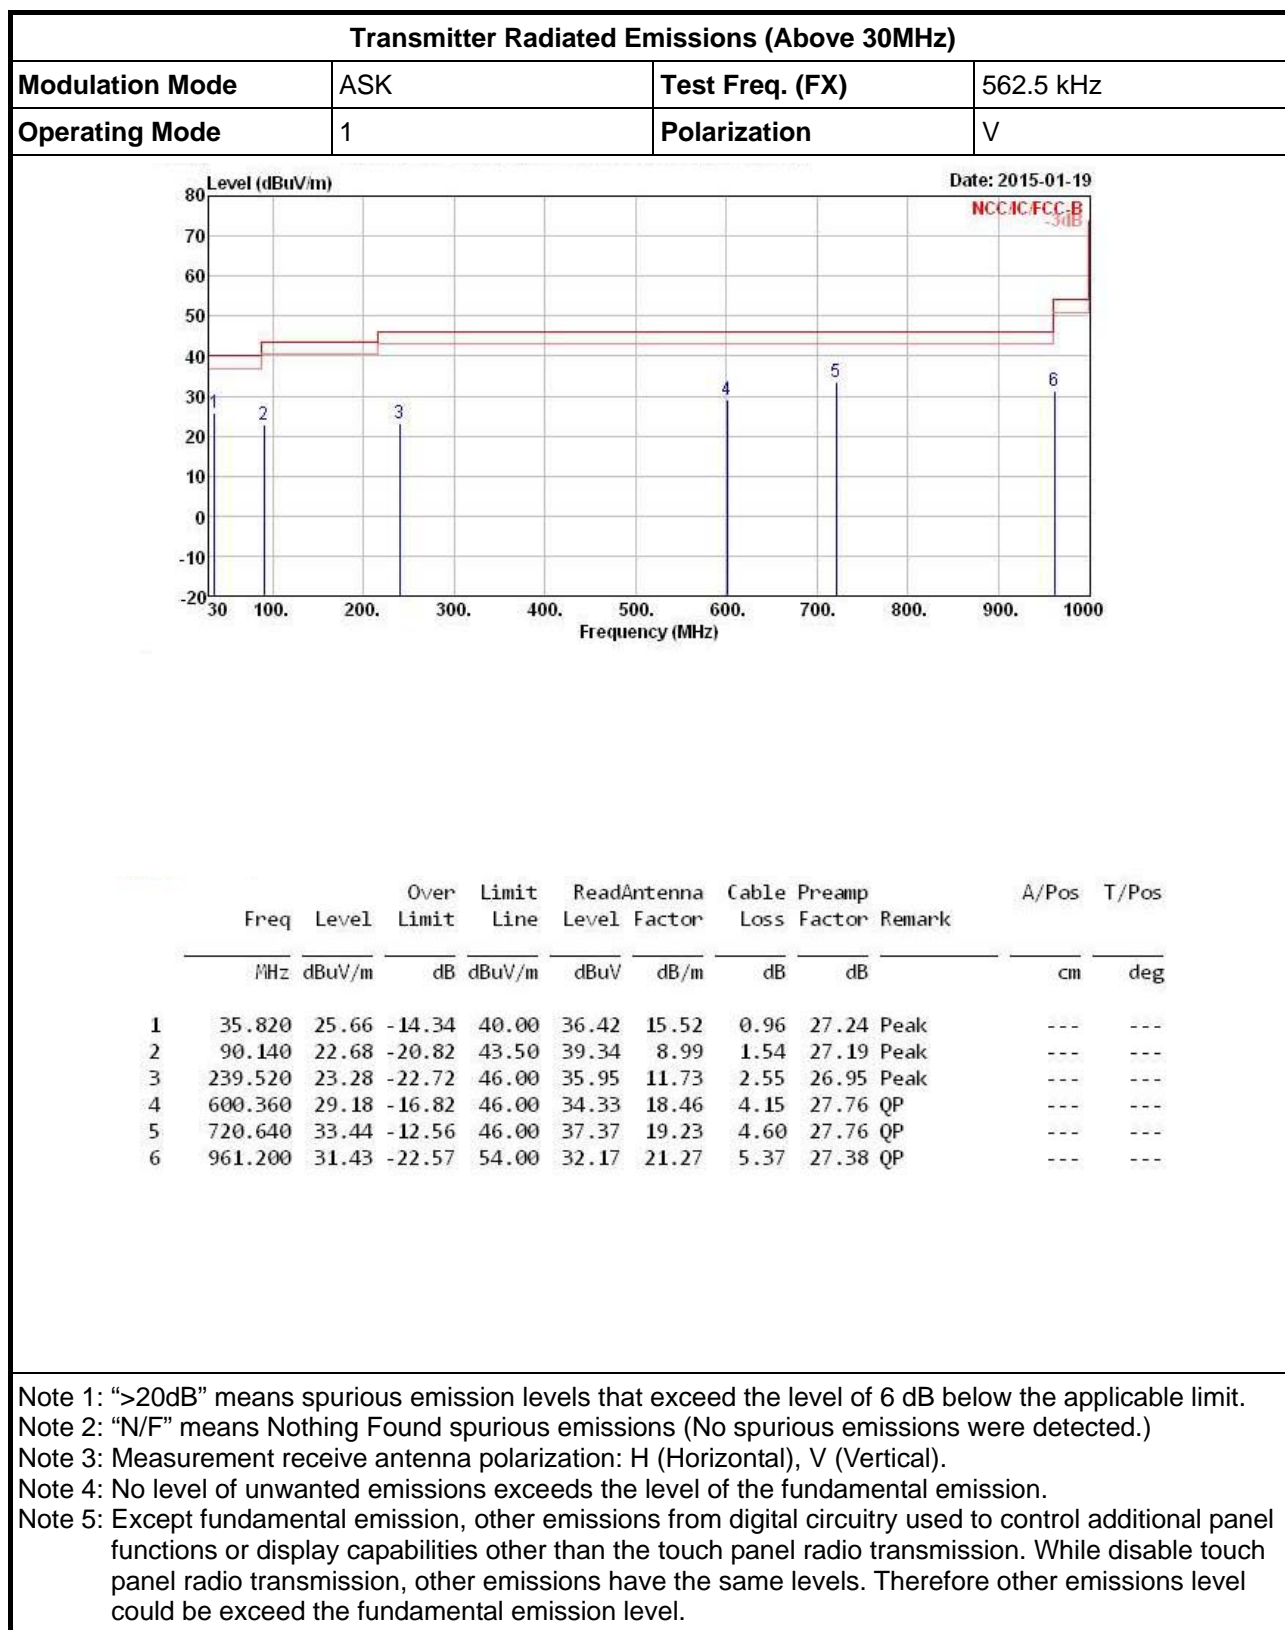 Transmitter Radiated Emissions (Above 30MHz)
Modulation Mode ASK Test Freq. (FX) 562.5 kHz
Operating Mode 1 Polarization V
Level (dBuV/m) Date: 2015-01-19
NCC/IC/FCC-B
-3dB
80
70
60
50
40
30
20
10
0
-10
-20
1 2 3 4 5 6
30 100. 200. 300. 400. 500. 600. 700. 800. 900. 1000
Frequency (MHz)
Over Limit ReadAntenna Cable Preamp A/Pos T/Pos
Freq Level Limit Line Level Factor Loss Factor Remark
MHz dBuV/m dB dBuV/m dBuV dB/m dB dB cm deg
1 35.820 25.66 -14.34 40.00 36.42 15.52 0.96 27.24 Peak --- ---
2 90.140 22.68 -20.82 43.50 39.34 8.99 1.54 27.19 Peak --- ---
3 239.520 23.28 -22.72 46.00 35.95 11.73 2.55 26.95 Peak --- ---
4 600.360 29.18 -16.82 46.00 34.33 18.46 4.15 27.76 QP --- ---
5 720.640 33.44 -12.56 46.00 37.37 19.23 4.60 27.76 QP --- ---
6 961.200 31.43 -22.57 54.00 32.17 21.27 5.37 27.38 QP --- ---
Note 1: “>20dB” means spurious emission levels that exceed the level of 6 dB below the applicable limit.
Note 2: “N/F” means Nothing Found spurious emissions (No spurious emissions were detected.)
Note 3: Measurement receive antenna polarization: H (Horizontal), V (Vertical).
Note 4: No level of unwanted emissions exceeds the level of the fundamental emission.
Note 5: Except fundamental emission, other emissions from digital circuitry used to control additional panel
functions or display capabilities other than the touch panel radio transmission. While disable touch
panel radio transmission, other emissions have the same levels. Therefore other emissions level
could be exceed the fundamental emission level.